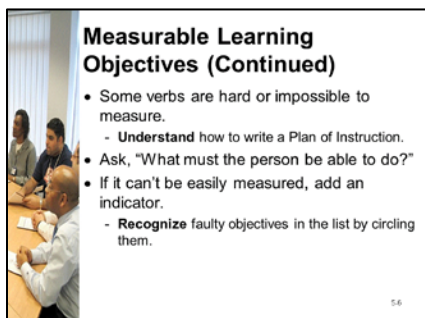 Measurable Learning
Objectives (Continued)
• Some verbs are hard or impossible to
measure.
- Understand how to write a Plan of Instruction.
• Ask, “What must the person be able to do?”
• If it can’t be easily measured, add an
indicator.
- Recognize faulty objectives in the list by circling
them.
5-6